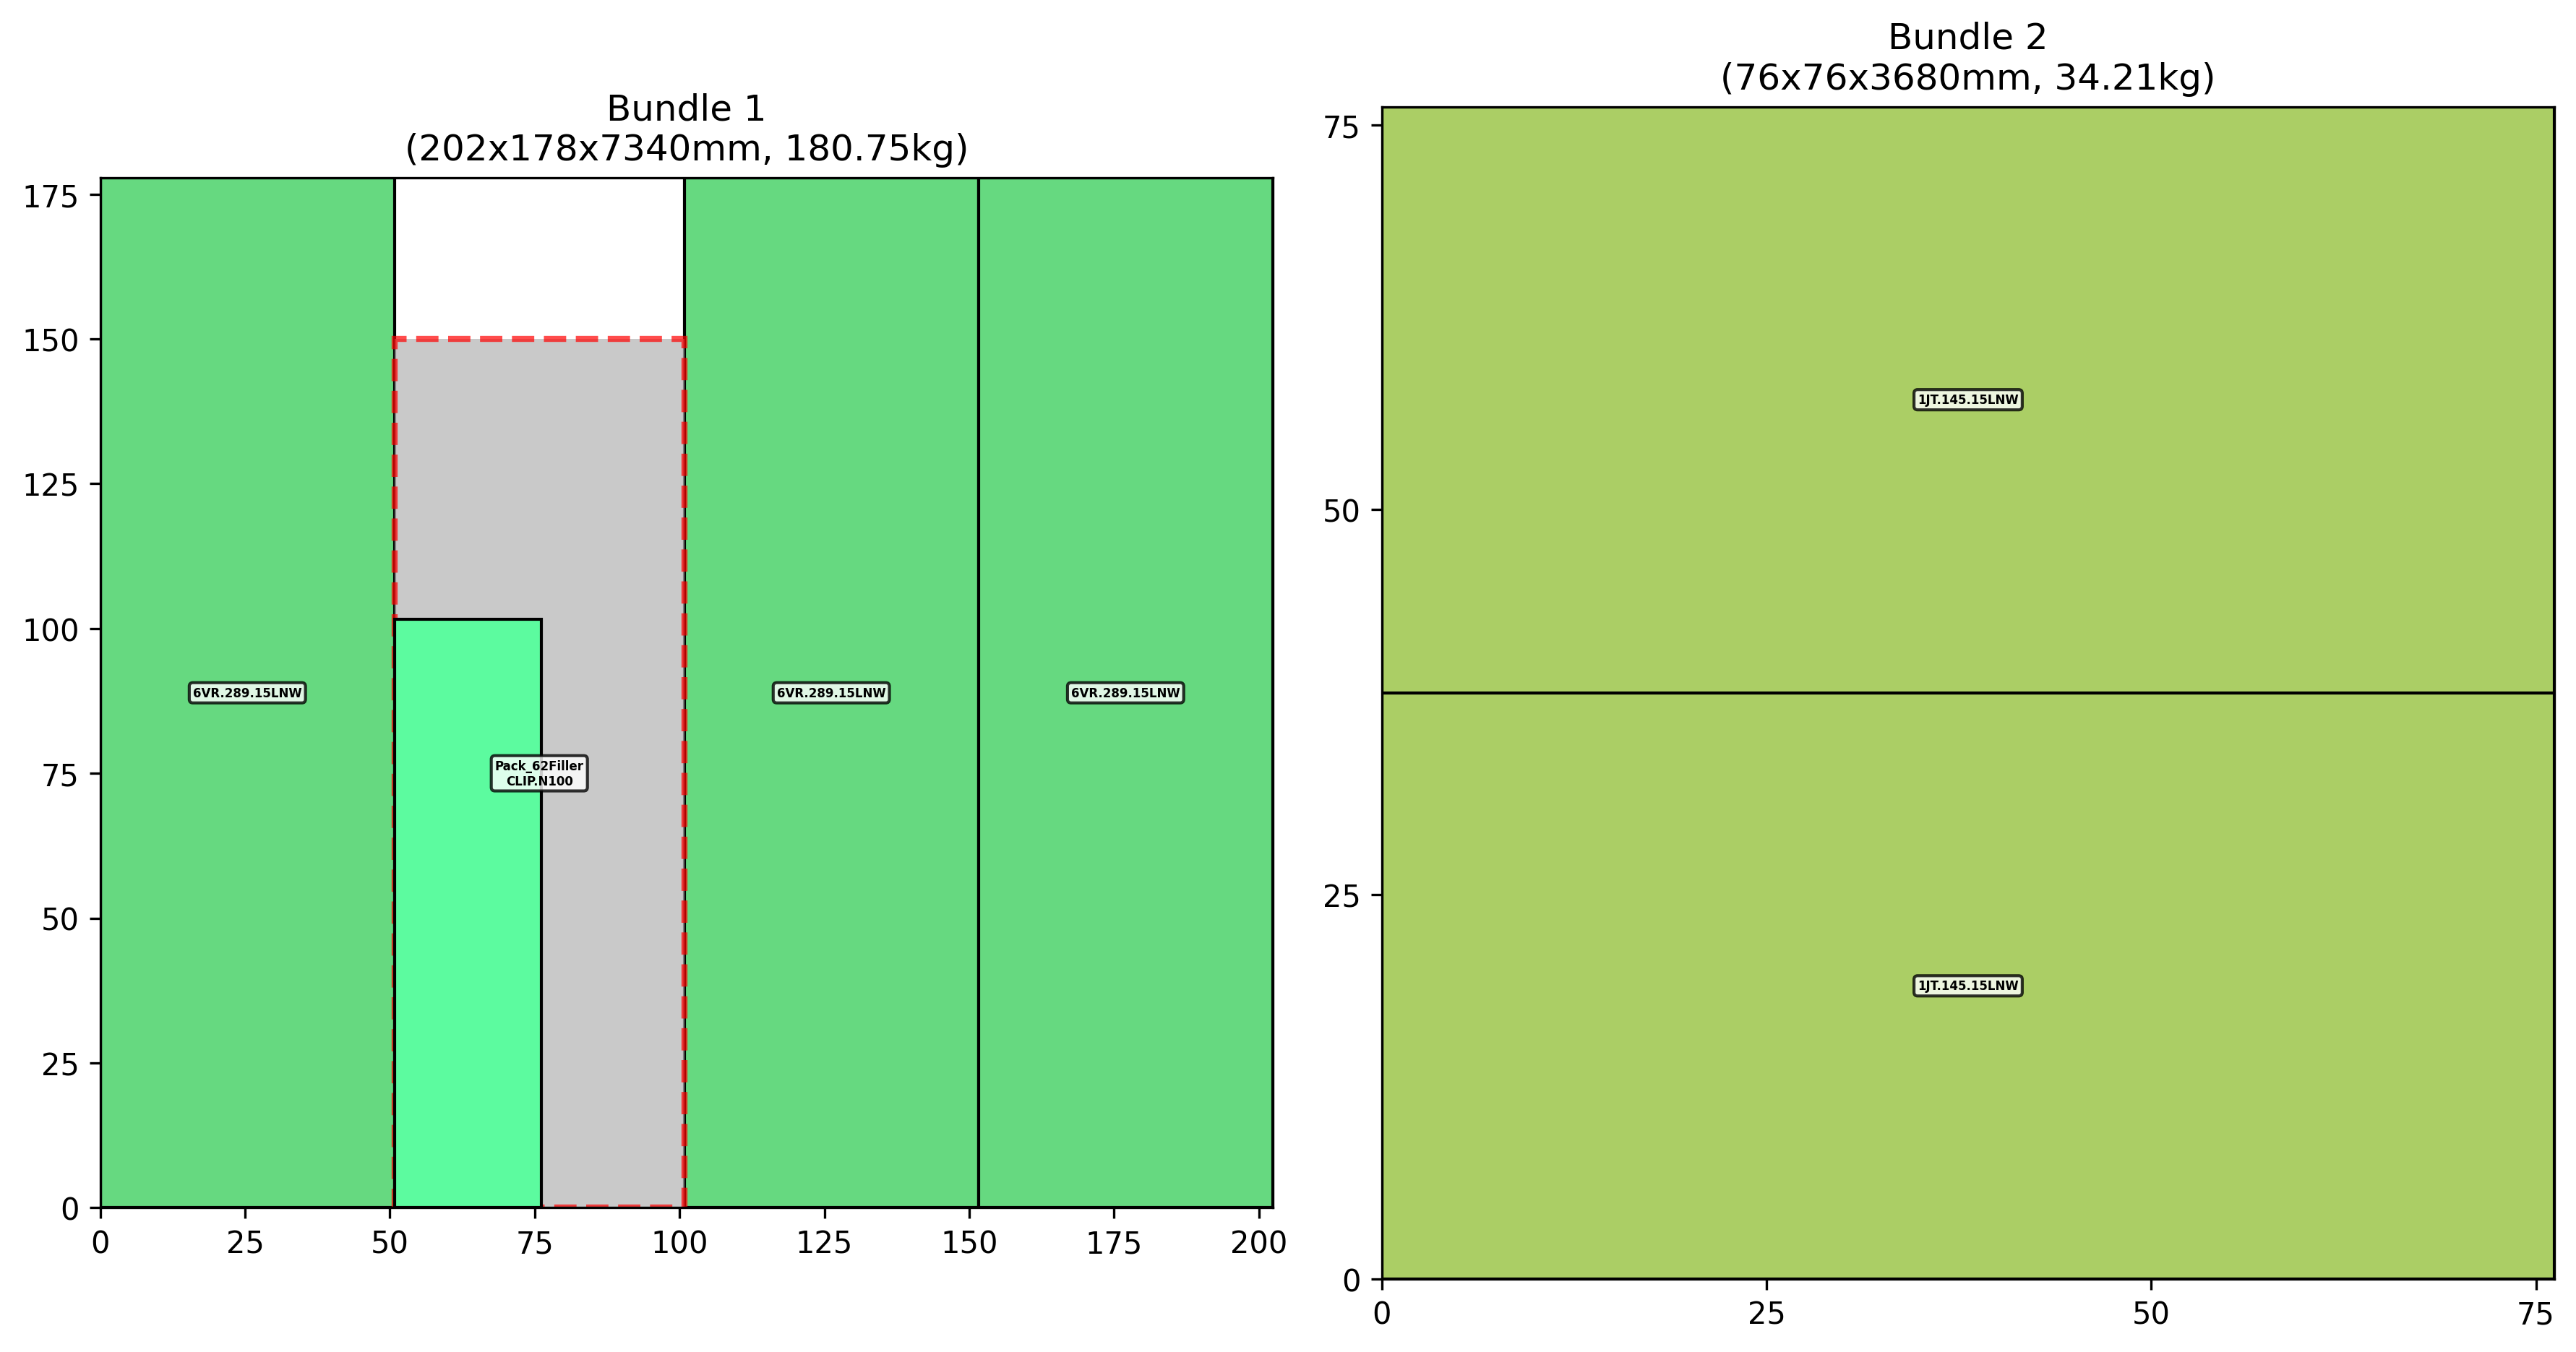 Bundle 1
(202x178x7340mm, 180.75kg)
175
150
125
100
75
50
25
0
0 25 50 75 100 125 150 175 200
6VR.289.15LNW
Pack_62Filler
CLIP.N100
6VR.289.15LNW
6VR.289.15LNW
Bundle 2
(76x76x3680mm, 34.21kg)
75
50
25
0
0 25 50 75
1JT.145.15LNW
1JT.145.15LNW